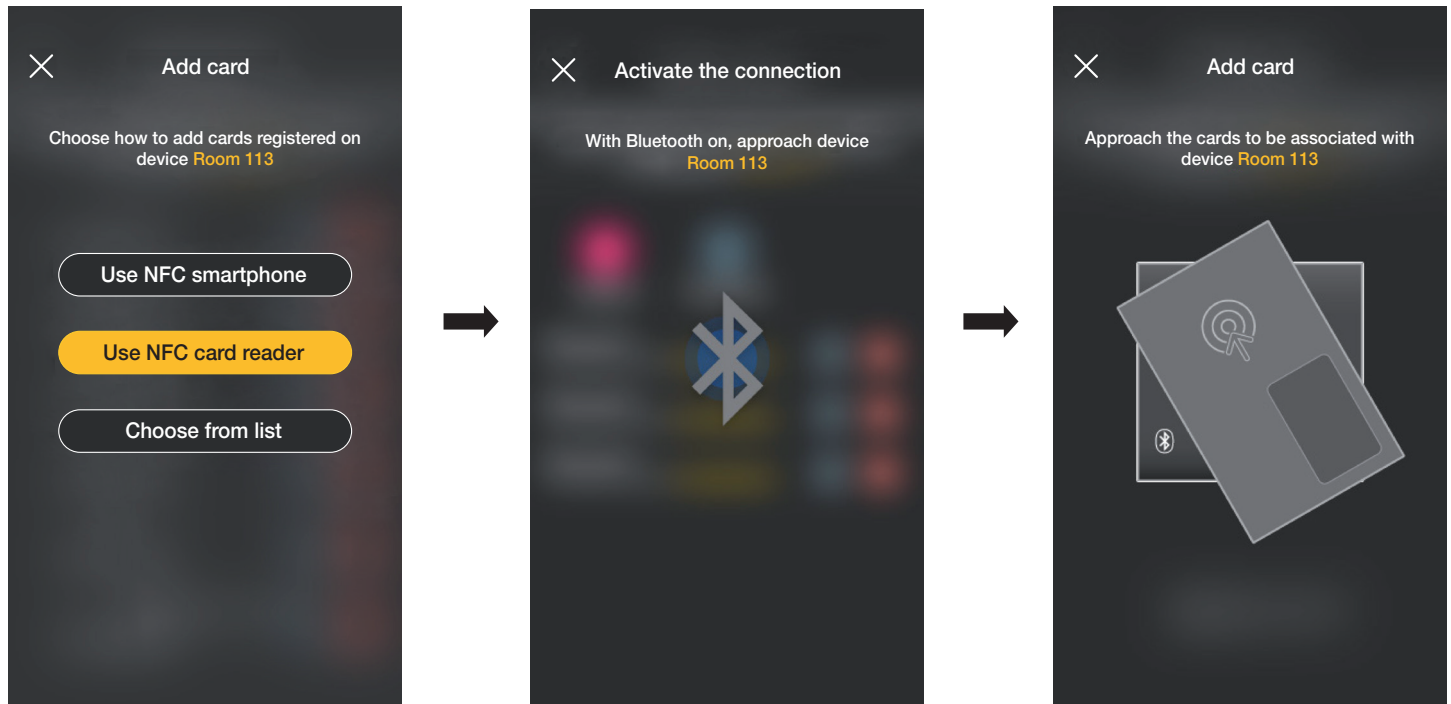 Add card
Choose how to add cards registered on
device Room 113
Use NFC smartphone
Use NFC card reader
Choose from list
Activate the connection
With Bluetooth on, approach device
Room 113
Add card
Approach the cards to be associated with
device Room 113